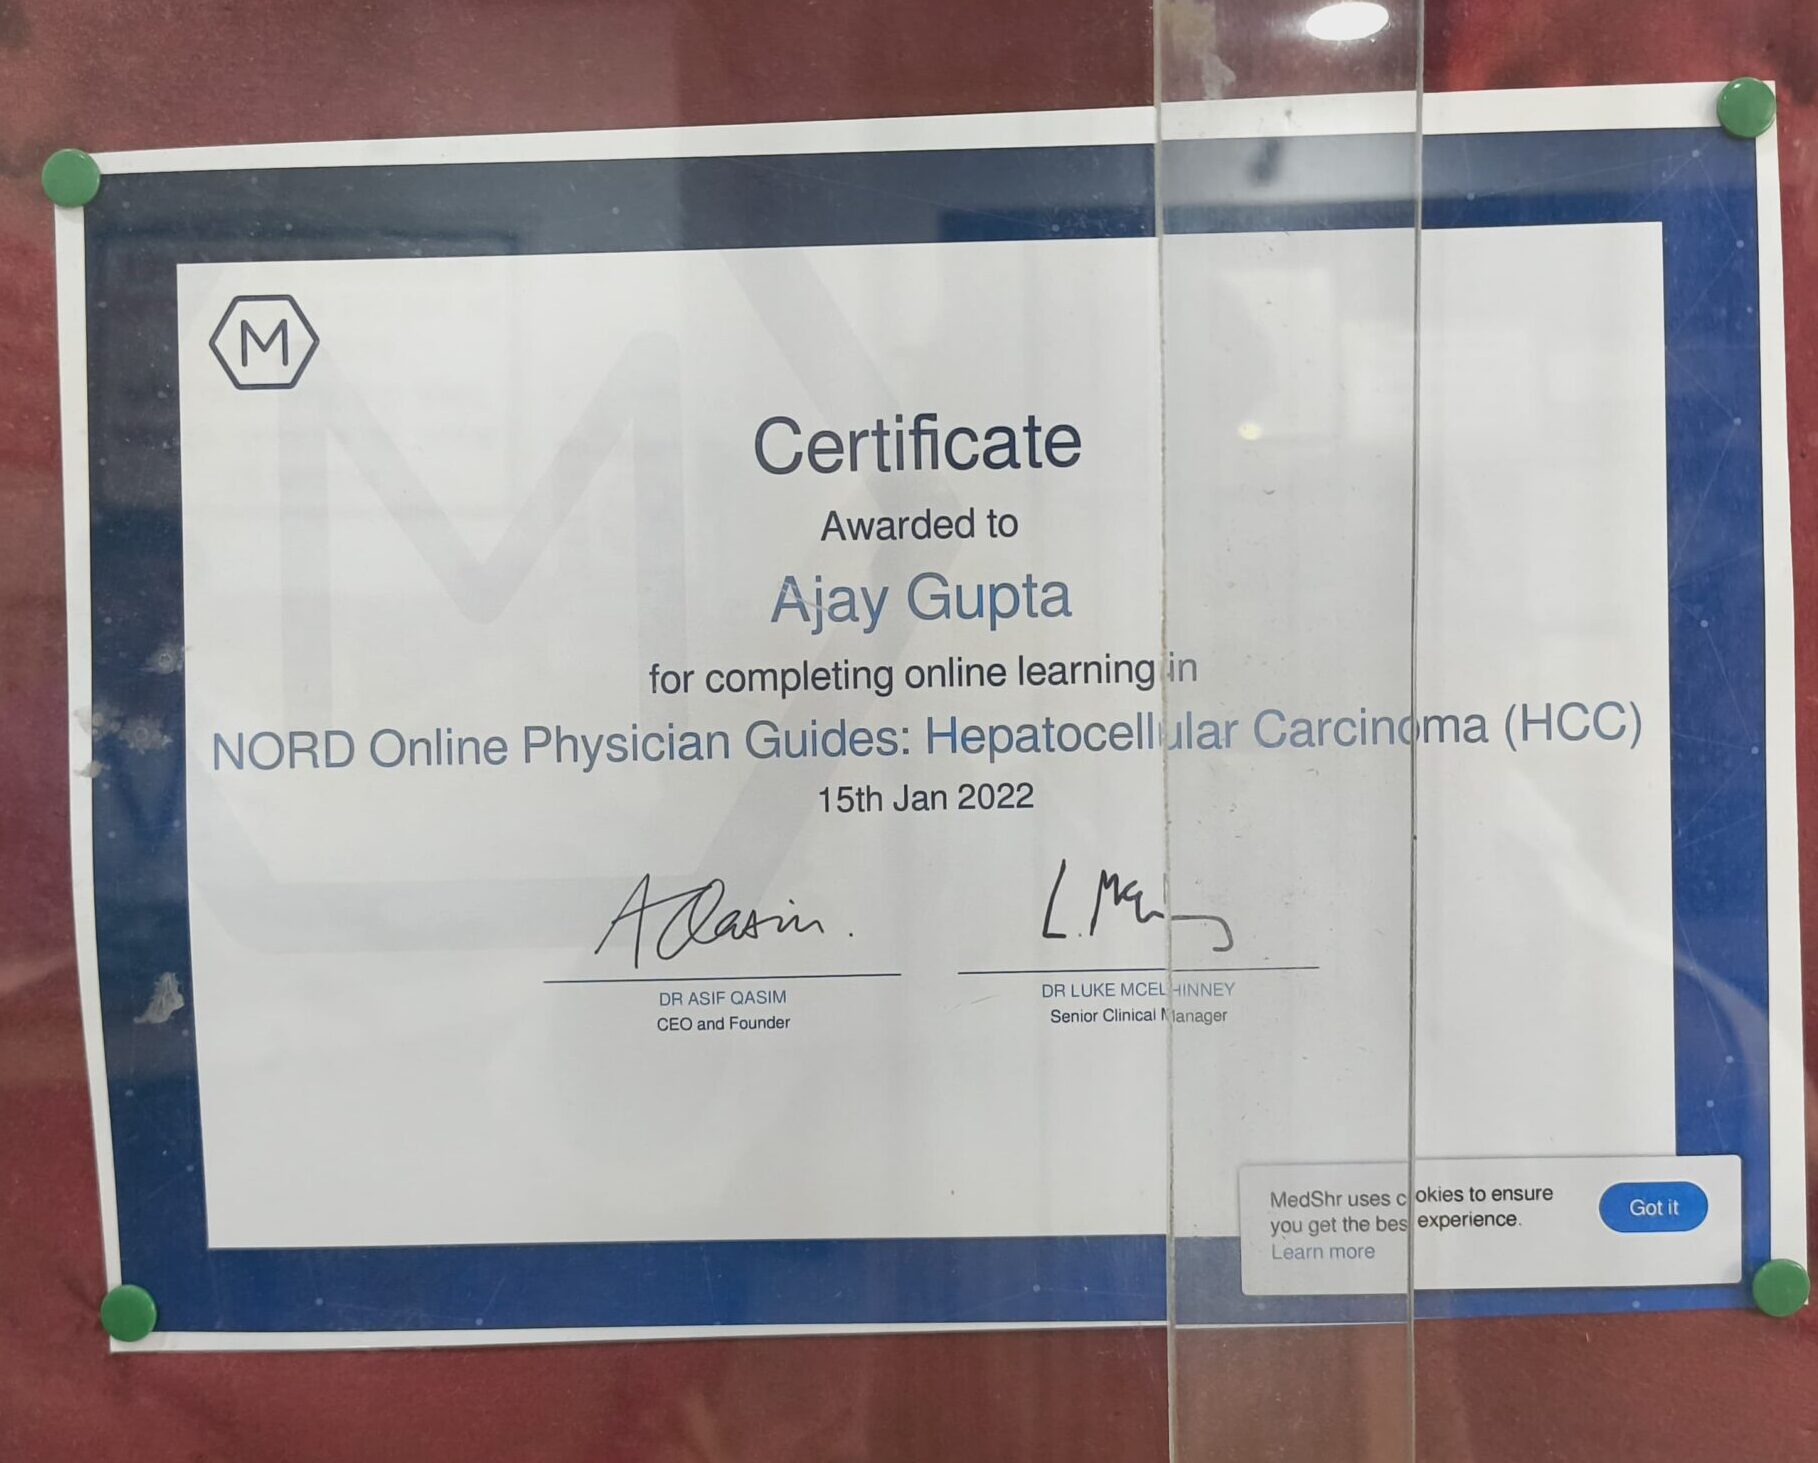 M
Certificate
Awarded to
Ajay Gupta
for completing online learning in
NORD Online Physician Guides: Hepatocellular Carcinoma (HCC)
15th Jan 2022
A Qasim.
DR ASIF QASIM
CEO and Founder
DR LUKE MCELHINNEY
Senior Clinical Manager
MedShr uses cookies to ensure
you get the best experience.
Learn more
Got it